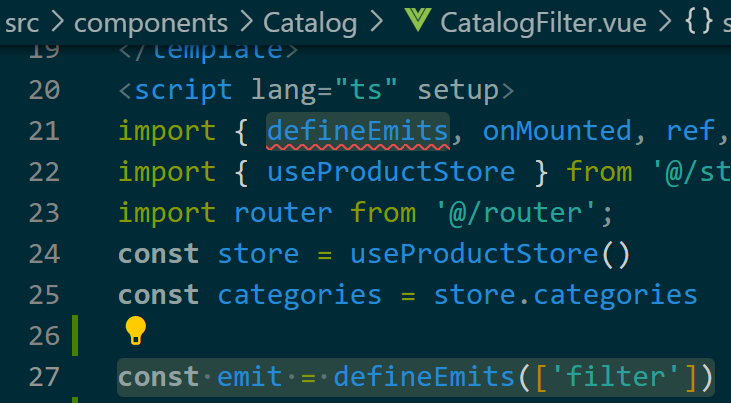 src > components > Catalog > CatalogFilter.vue > {} s
19 </template>
20 <script lang="ts" setup>
21 import { defineEmits, onMounted, ref,
22 import { useProductStore } from '@/st
23 import router from '@/router';
24 const store = useProductStore()
25 const categories = store.categories
26
27 const emit = defineEmits(['filter'])